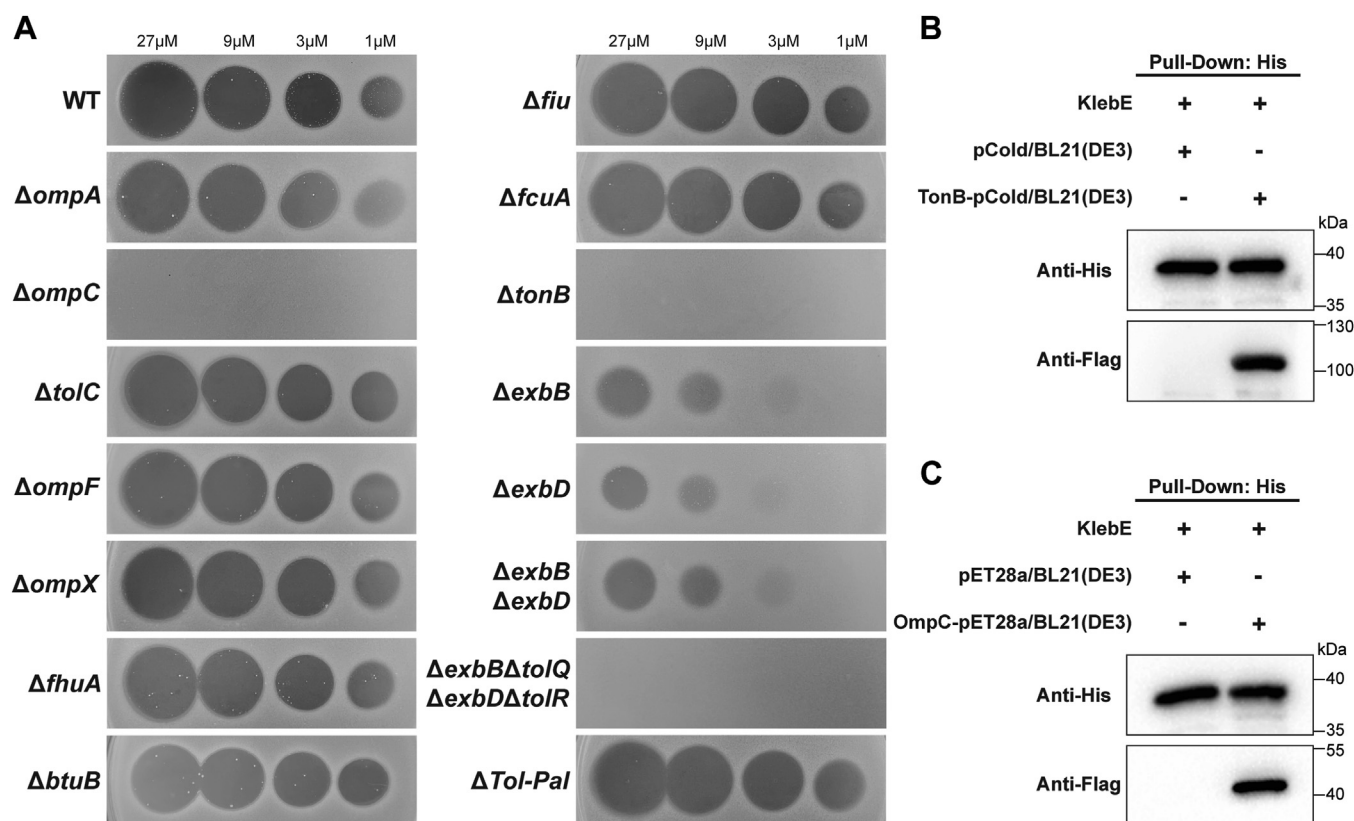 A
27μM 9μM 3μM 1μM
WT
ΔompA
ΔompC
ΔtolC
ΔompF
ΔompX
ΔfhuA
ΔbtuB
27μM 9μM 3μM 1μM
Δfiu
ΔfcuA
ΔtonB
ΔexbB
ΔexbD
ΔexbB
ΔexbD
ΔexbBΔtolQ
ΔexbDΔtolR
ΔTol-Pal
B
Pull-Down: His
KlebE + +
pCold/BL21(DE3) + -
TonB-pCold/BL21(DE3) - +
kDa
Anti-His
40
35
Anti-Flag
130
100
C
Pull-Down: His
KlebE + +
pET28a/BL21(DE3) + -
OmpC-pET28a/BL21(DE3) - +
kDa
Anti-His
40
35
Anti-Flag
55
40